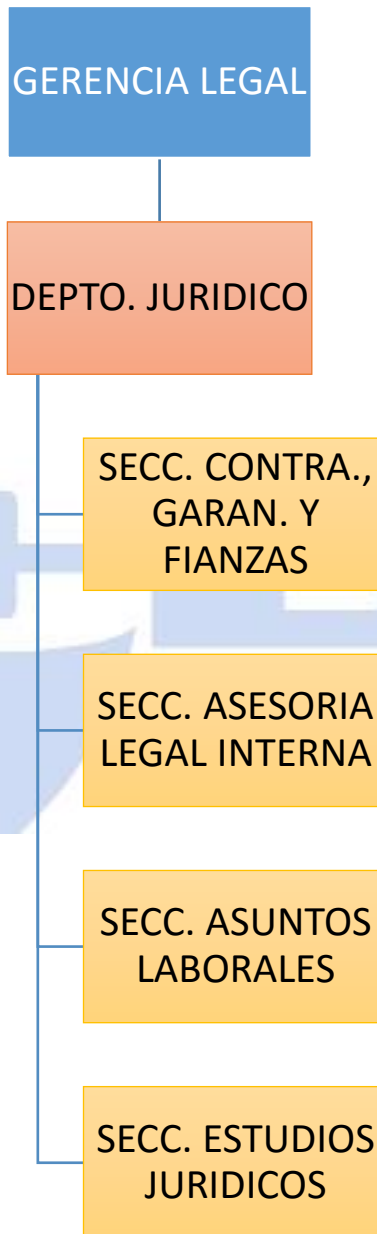 GERENCIA LEGAL
DEPTO. JURIDICO
SECC. CONTRA.,
GARAN. Y
FIANZAS
SECC. ASESORIA
LEGAL INTERNA
SECC. ASUNTOS
LABORALES
SECC. ESTUDIOS
JURIDICOS